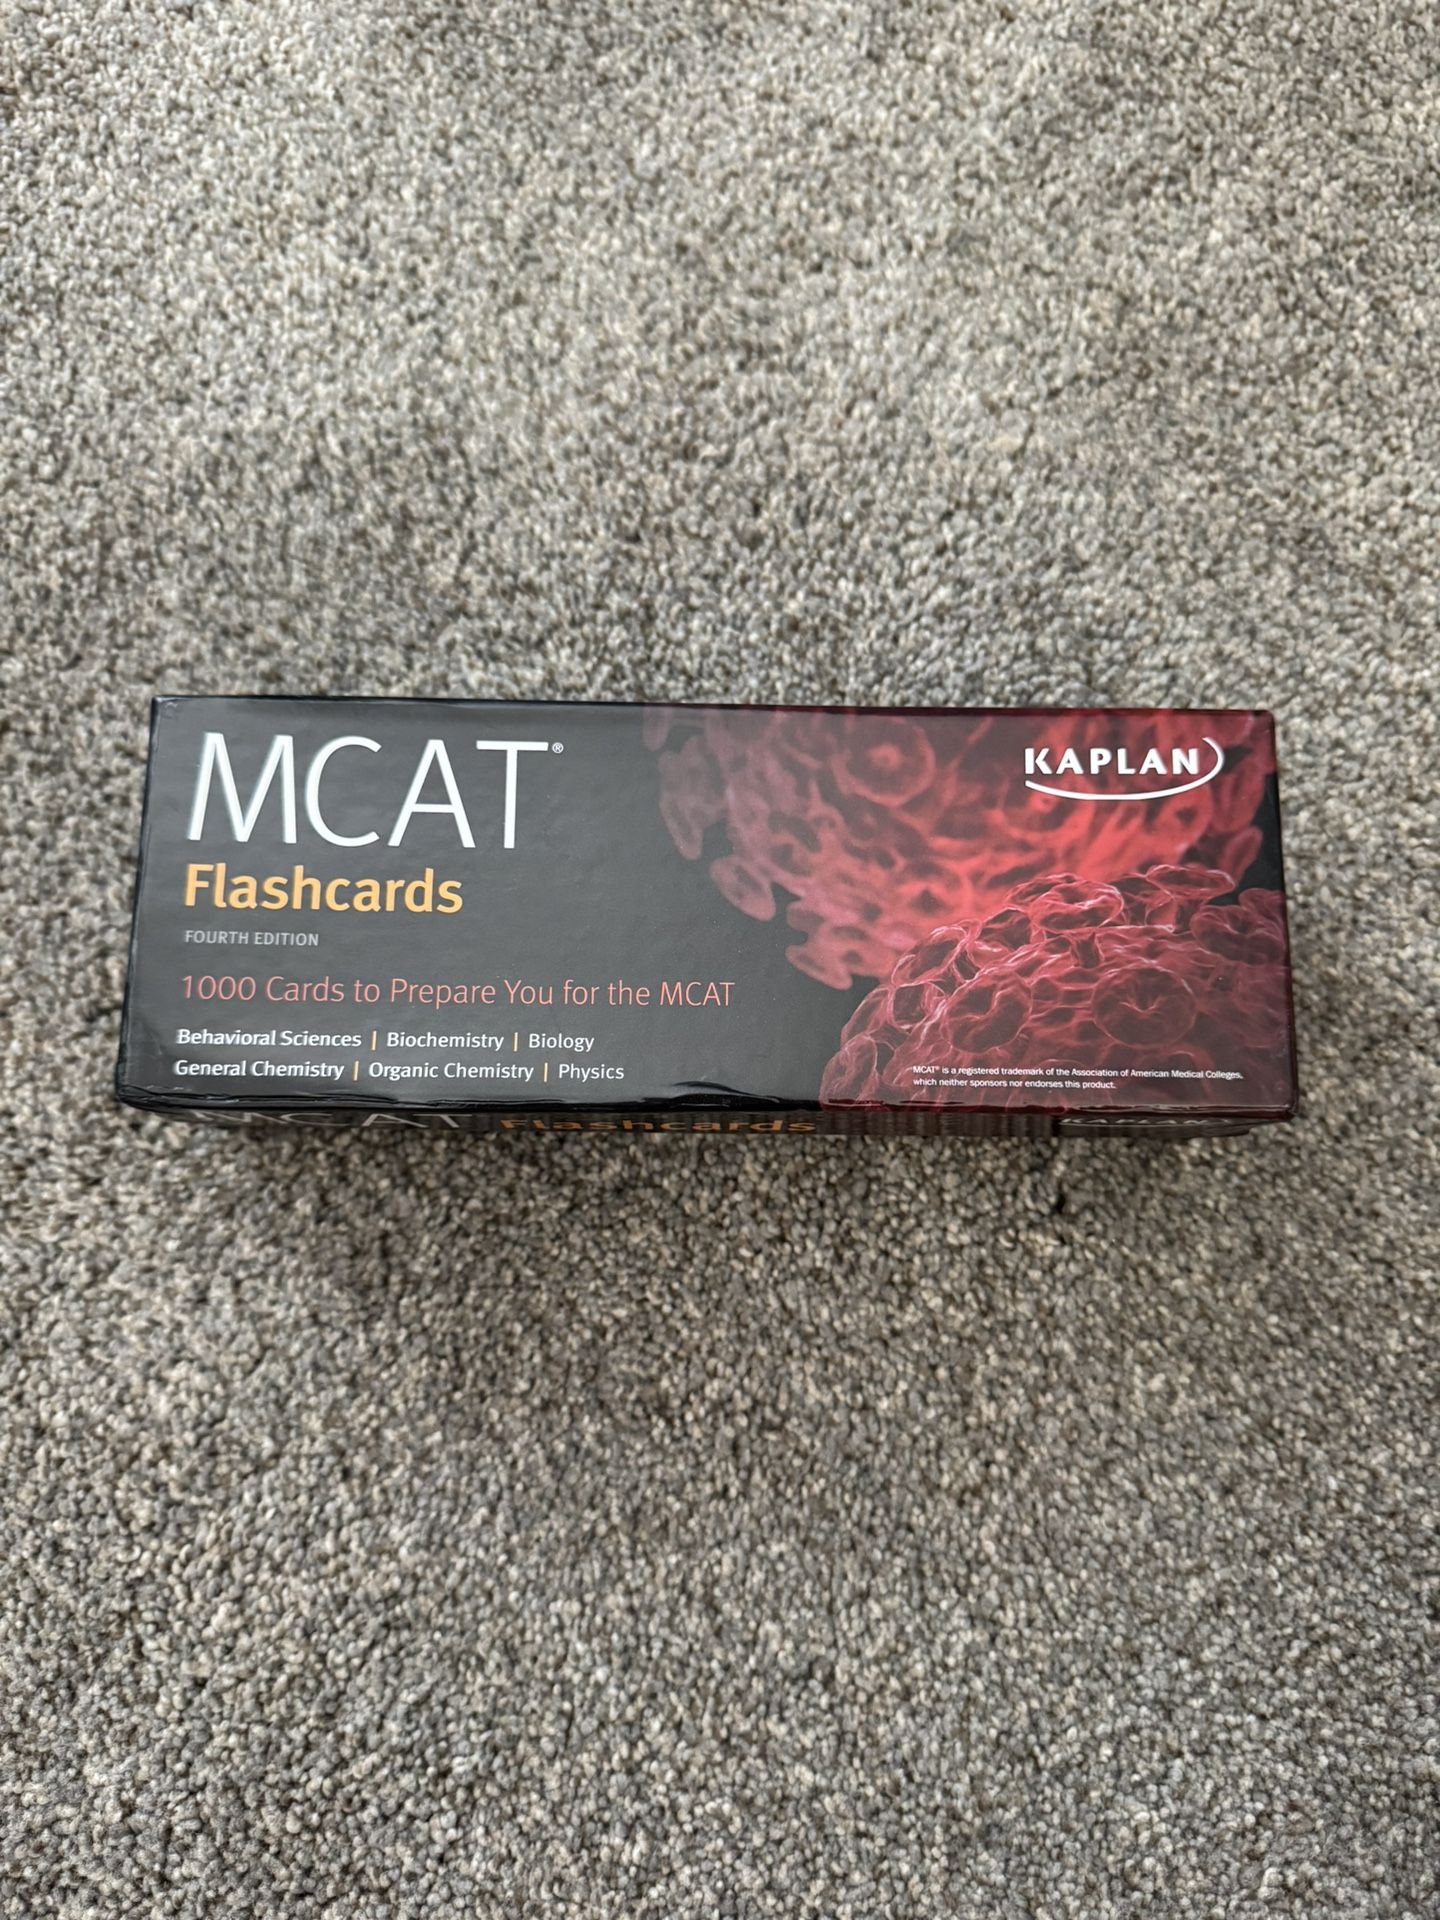 MCAT®
KAPLAN
Flashcards
FOURTH EDITION
1000 Cards to Prepare You for the MCAT
Behavioral Sciences | Biochemistry | Biology
General Chemistry | Organic Chemistry | Physics
MCAT® is a registered trademark of the Association of American Medical Colleges,
which neither sponsors nor endorses this product.
MCAT Flashcards KAPLAN